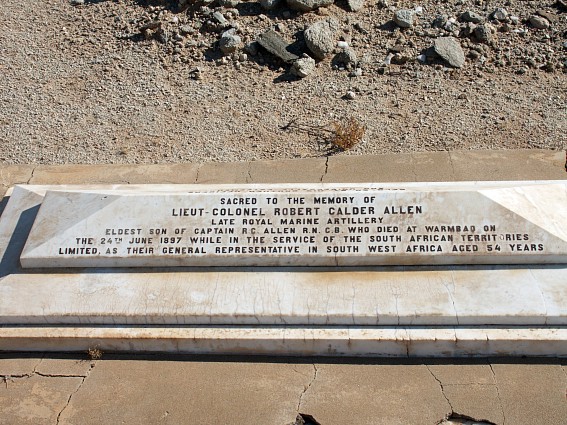 SACRED TO THE MEMORY OF
LIEUT-COLONEL ROBERT CALDER ALLEN
LATE ROYAL MARINE ARTILLERY
ELDEST SON OF CAPTAIN R.C. ALLEN R.N. C.B. WHO DIED AT WARMBAD ON
THE 24TH JUNE 1897 WHILE IN THE SERVICE OF THE SOUTH AFRICAN TERRITORIES
LIMITED, AS THEIR GENERAL REPRESENTATIVE IN SOUTH WEST AFRICA AGED 54 YEARS